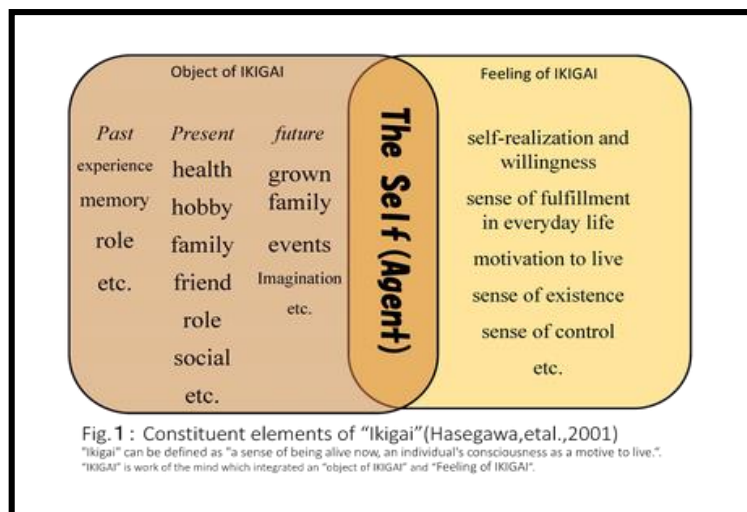 Object of IKIGAI
Past
experience
memory
role
etc.
Present
health
hobby
family
friend
role
social
etc.
future
grown
family
events
Imagination
etc.
The Self (Agent)
Feeling of IKIGAI
self-realization and
willingness
sense of fulfillment
in everyday life
motivation to live
sense of existence
sense of control
etc.
Fig.1 : Constituent elements of “Ikigai”(Hasegawa,etal.,2001)
"Ikigai" can be defined as "a sense of being alive now, an individual's consciousness as a motive to live.".
"IKIGAI" is work of the mind which integrated an "object of IKIGAI" and "Feeling of IKIGAI".